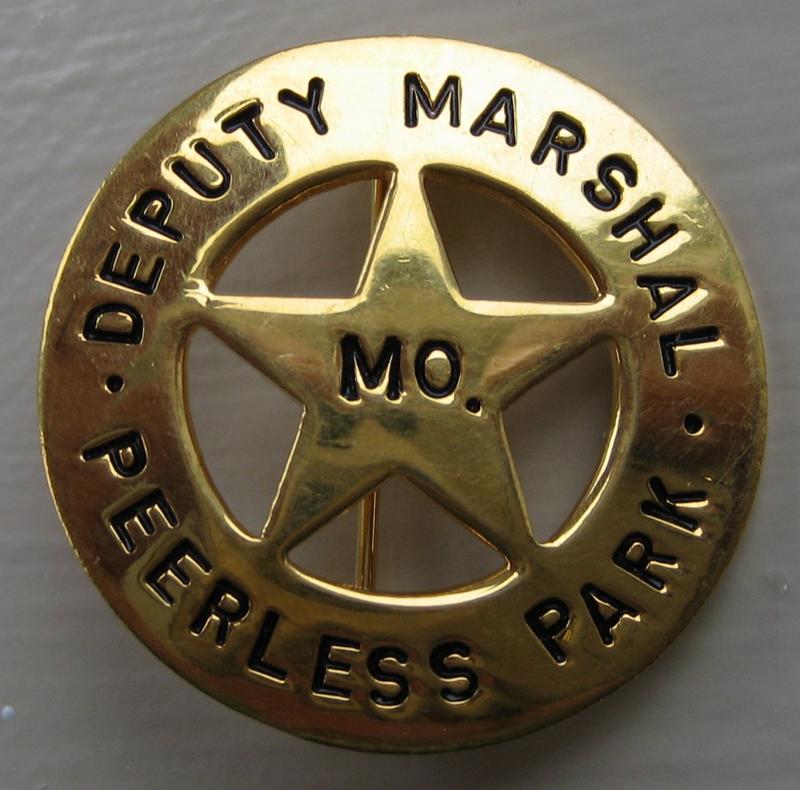 · DEPUTY MARSHAL ·
MO.
PEERLESS PARK